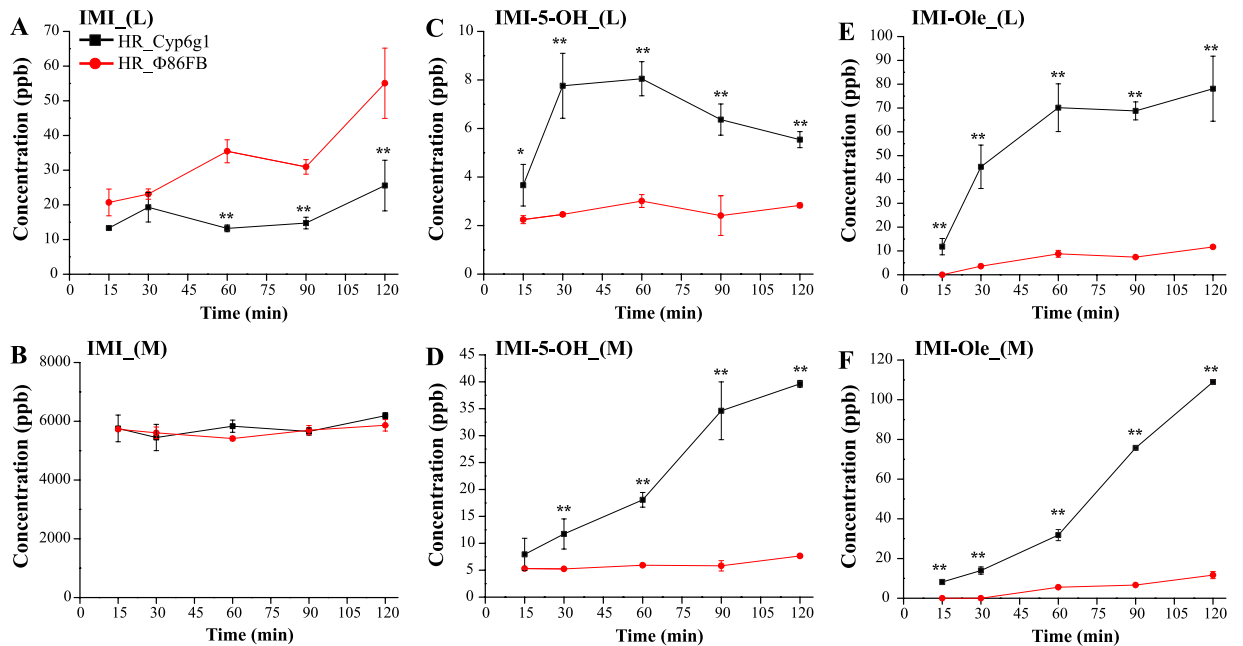 A IMI_(L)
HR_Cyp6g1
HR_Φ86FB
Concentration (ppb)
70
60
50
40
30
20
10
0
** ** **
0 15 30 45 60 75 90 105 120
Time (min)
C IMI-5-OH_(L)
Concentration (ppb)
10
8
6
4
2
0
* ** ** ** **
0 15 30 45 60 75 90 105 120
Time (min)
E IMI-Ole_(L)
Concentration (ppb)
100
90
80
70
60
50
40
30
20
10
0
** ** ** ** **
0 15 30 45 60 75 90 105 120
Time (min)
B IMI_(M)
Concentration (ppb)
8000
6000
4000
2000
0
0 15 30 45 60 75 90 105 120
Time (min)
D IMI-5-OH_(M)
Concentration (ppb)
45
40
35
30
25
20
15
10
5
0
** ** ** **
0 15 30 45 60 75 90 105 120
Time (min)
F IMI-Ole_(M)
Concentration (ppb)
120
100
80
60
40
20
0
** ** ** ** **
0 15 30 45 60 75 90 105 120
Time (min)